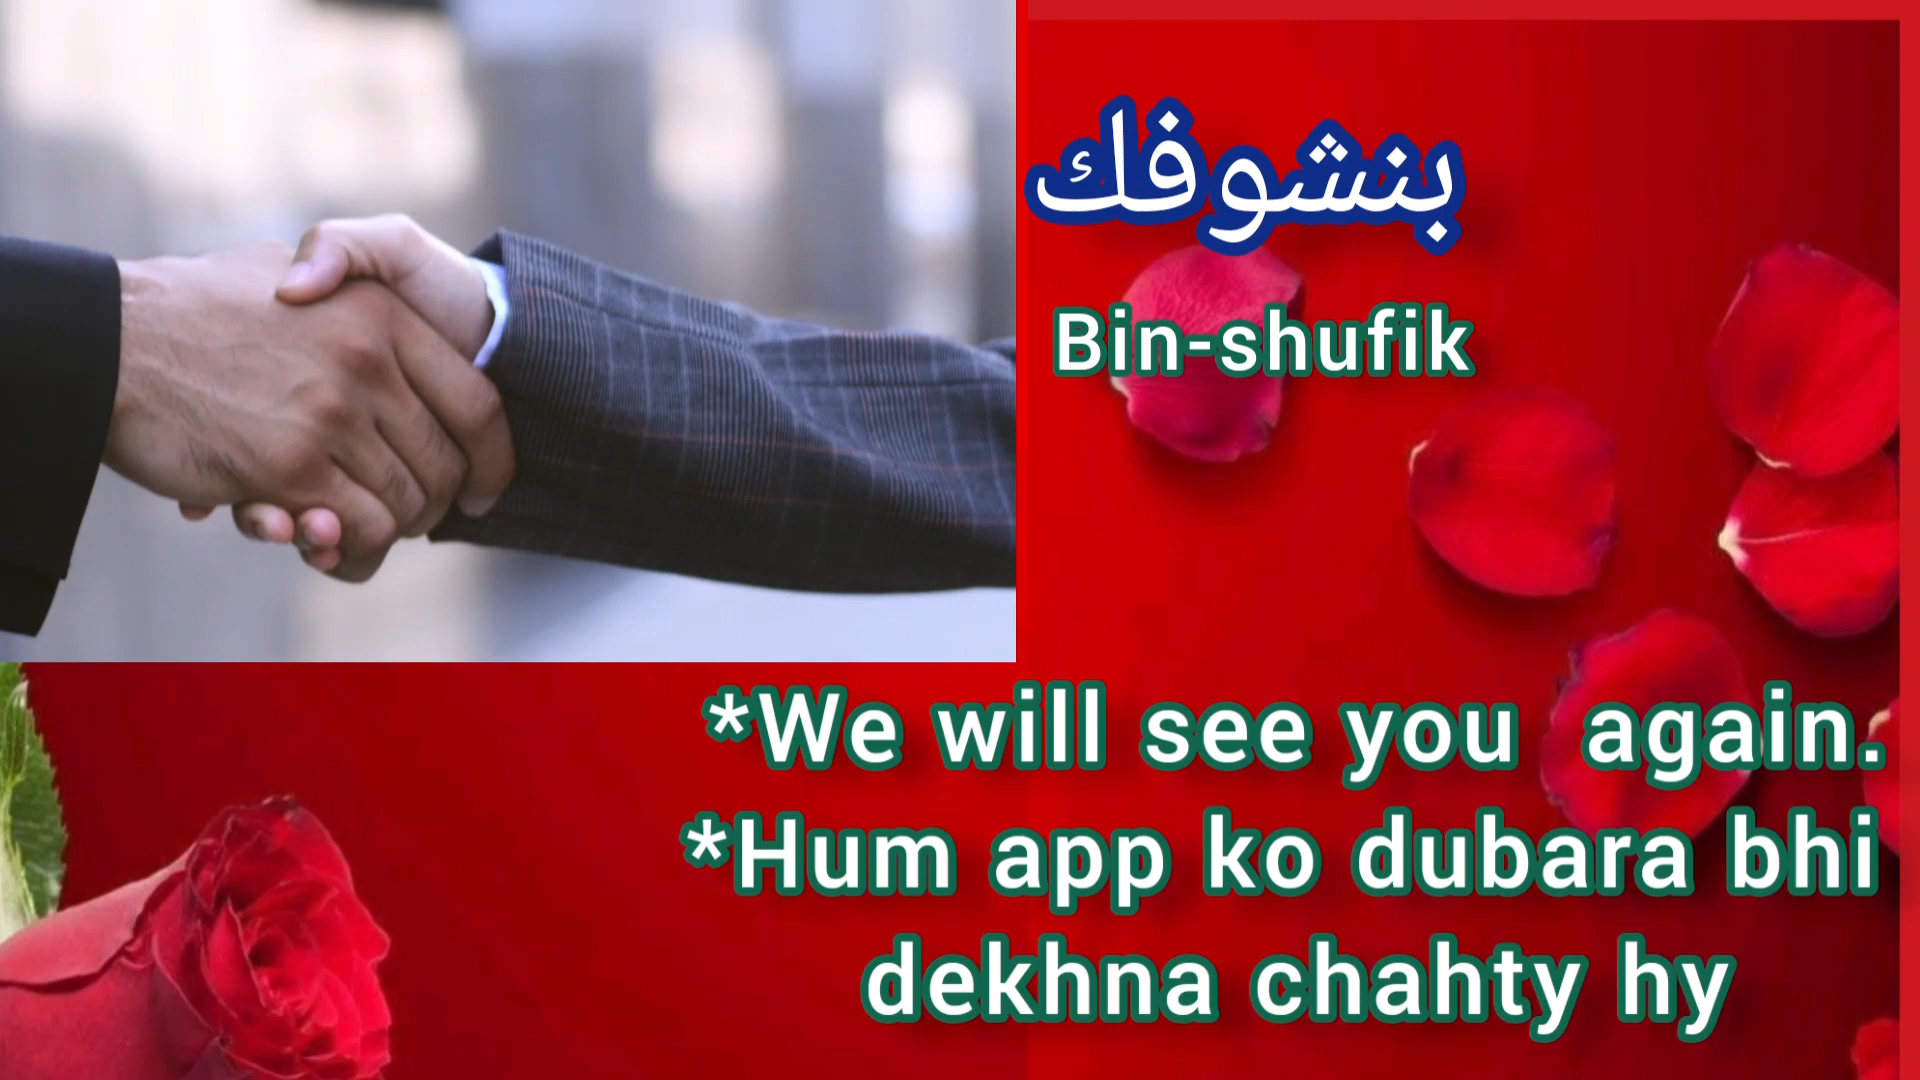 بنشوفك
Bin-shufik
*We will see you again.
*Hum app ko dubara bhi
dekhna chahty hy